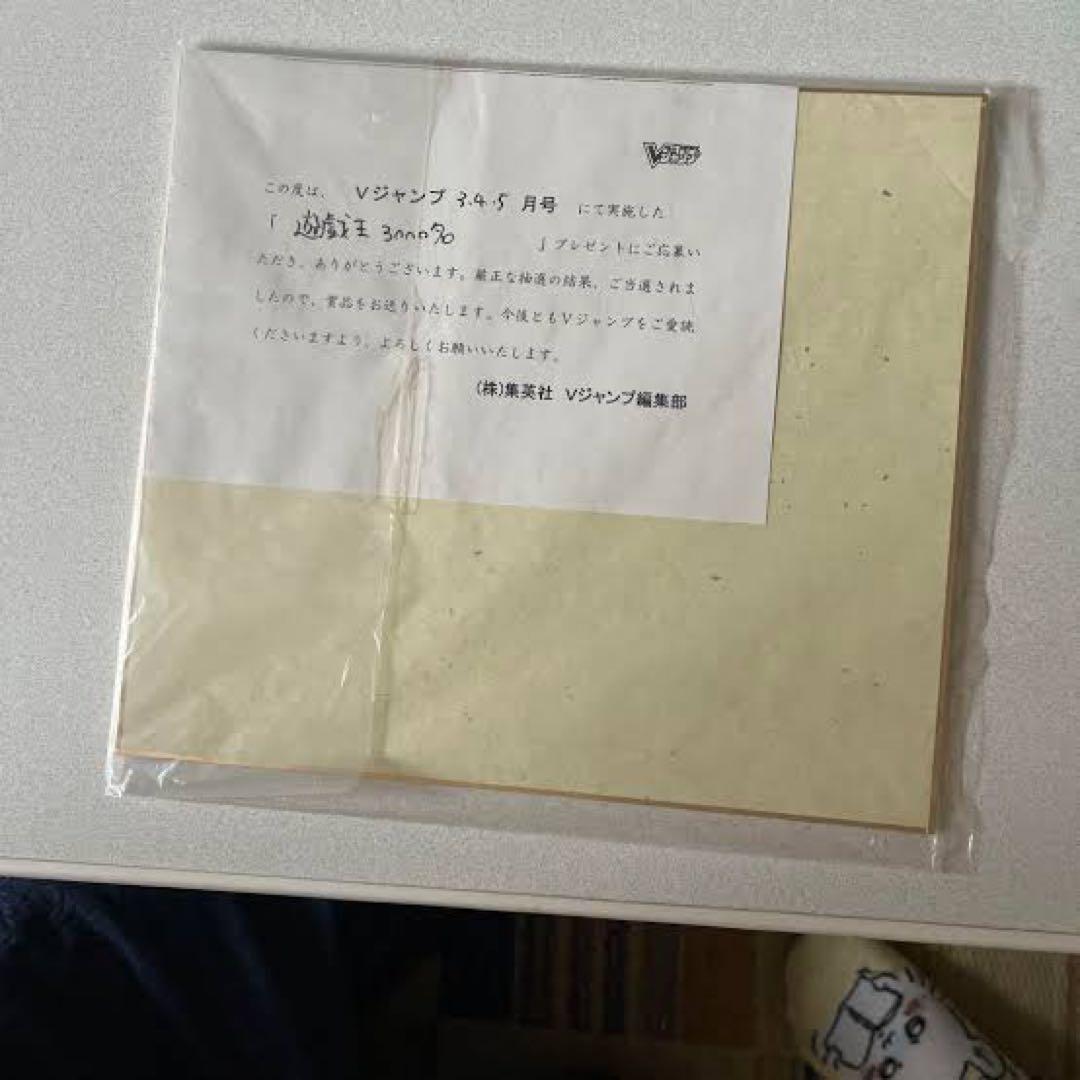 Vジャンプ
この度は、 Vジャンプ 3.4.5 月号 にて実施した
「 遊戯王 3000% 」プレゼントにご応募い
ただき、ありがとうございます。厳正な抽選の結果、ご当選されま
したので、賞品をお送りいたします。今後ともVジャンプをご愛読
くださいますよう、よろしくお願いいたします。
(株)集英社 Vジャンプ編集部